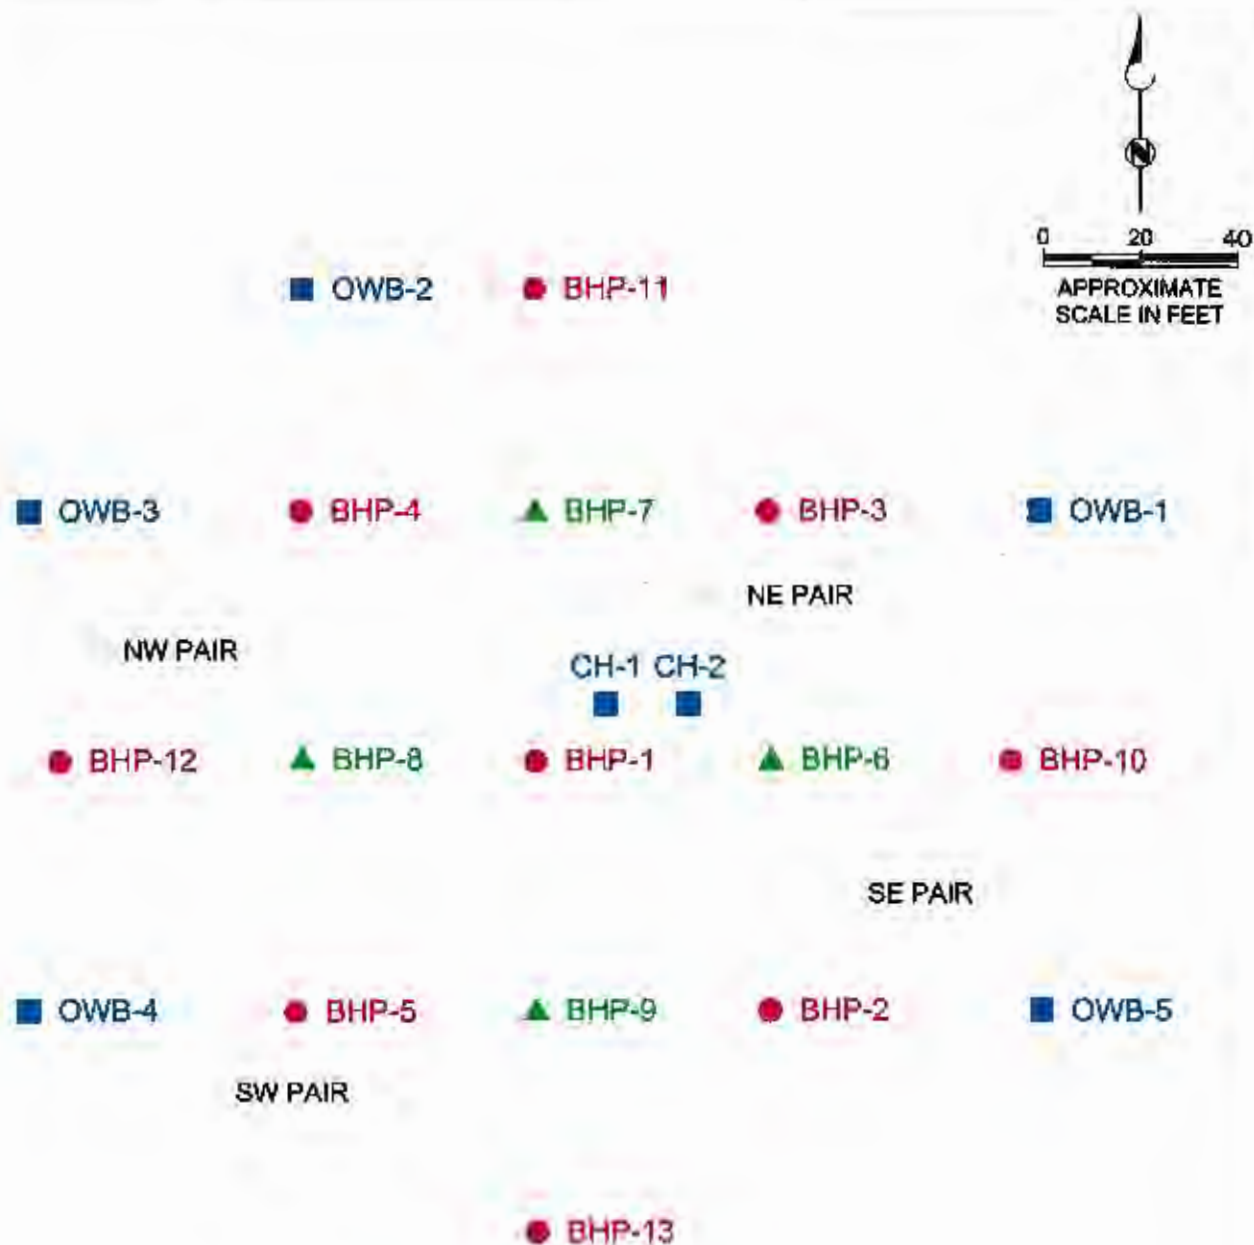 N
0 20 40
APPROXIMATE
SCALE IN FEET
OWB-2 BHP-11
OWB-3 BHP-4 BHP-7 BHP-3 OWB-1
NE PAIR
NW PAIR
CH-1 CH-2
BHP-12 BHP-8 BHP-1 BHP-6 BHP-10
SE PAIR
OWB-4 BHP-5 BHP-9 BHP-2 OWB-5
SW PAIR
BHP-13